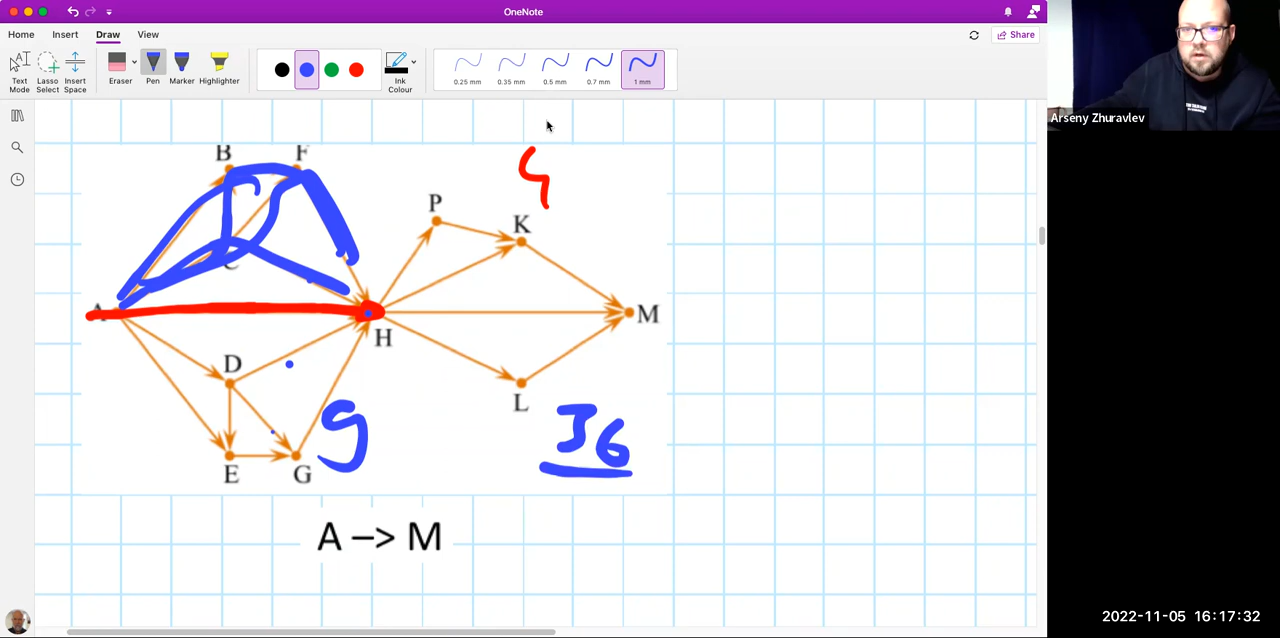 OneNote
Home Insert Draw View
Share
Text Mode
Lasso Select
Insert Space
Eraser
Pen
Marker
Highlighter
Ink Colour
0.25 mm
0.35 mm
0.5 mm
0.7 mm
1 mm
Arseny Zhuravlev
B F
4
P
K
C
A
M
H
D
9
L
36
E G
A –> M
2022-11-05 16:17:32